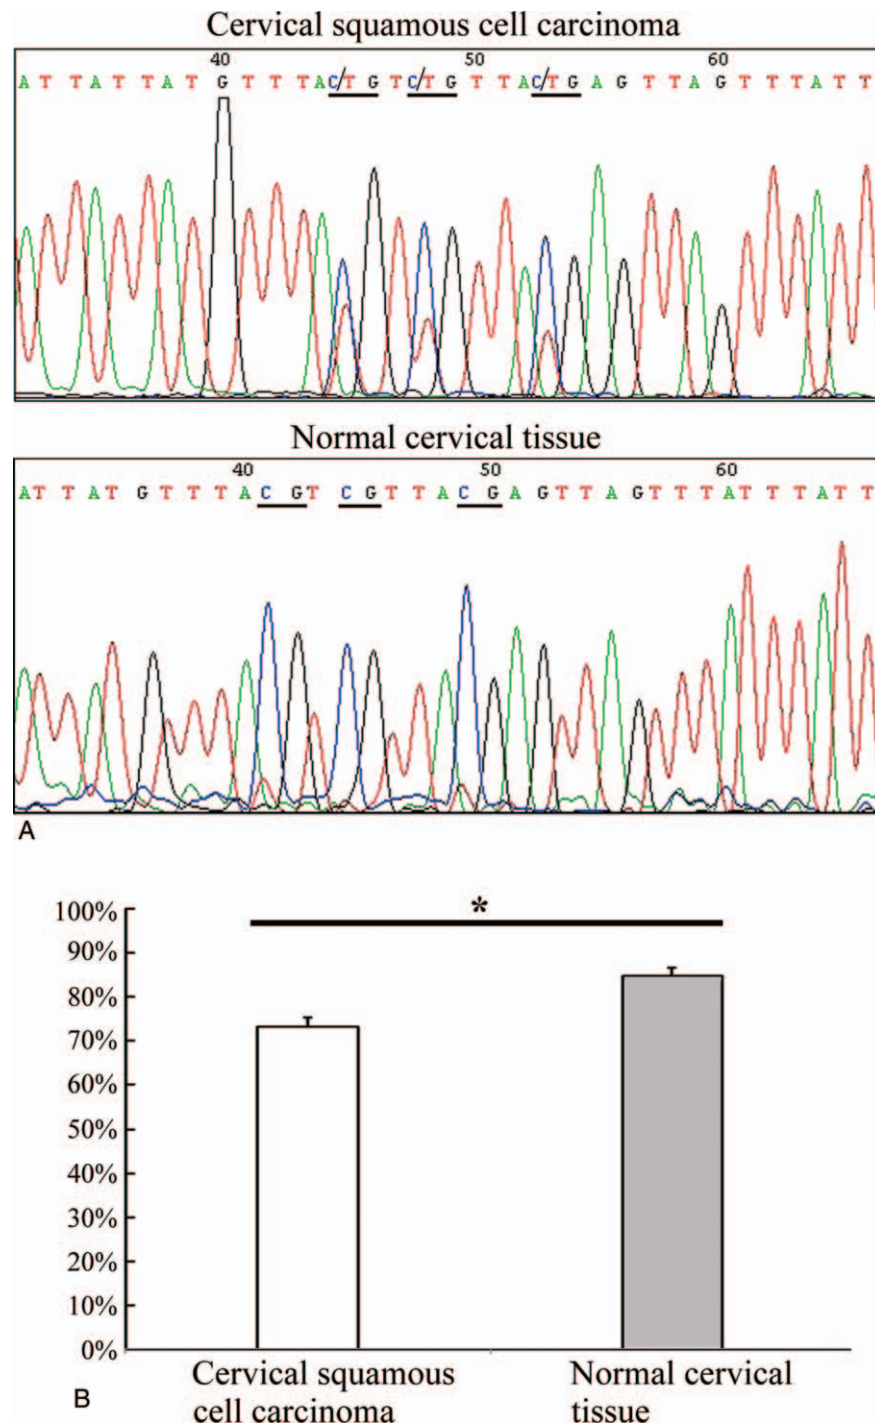 Cervical squamous cell carcinoma
40 50 60
A T T A T T A T G T T T A C/T G T C/T G T T A C/T G A G T T A G T T T A T T
Normal cervical tissue
40 50 60
A T T A T G T T T A C G T C G T T A C G A G T T A G T T T A T T T A T T
A
*
100%
90%
80%
70%
60%
50%
40%
30%
20%
10%
0%
Cervical squamous
cell carcinoma
Normal cervical
tissue
B